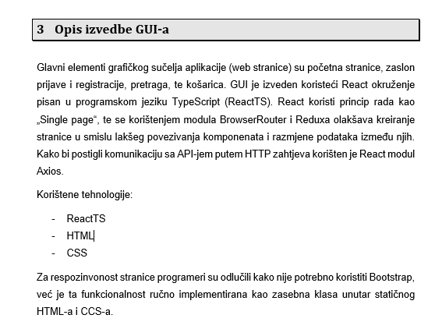 3 Opis izvedbe GUI-a
Glavni elementi grafičkog sučelja aplikacije (web stranice) su početna stranice, zaslon
prijave i registracije, pretraga, te košarica. GUI je izveden koristeći React okruženje
pisan u programskom jeziku TypeScript (ReactTS). React koristi princip rada kao
„Single page“, te se korištenjem modula BrowserRouter i Reduxa olakšava kreiranje
stranice u smislu lakšeg povezivanja komponenata i razmjene podataka između njih.
Kako bi postigli komunikaciju sa API-jem putem HTTP zahtjeva korišten je React modul
Axios.
Korištene tehnologije:
- ReactTS
- HTML
- CSS
Za respozinvonost stranice programeri su odlučili kako nije potrebno koristiti Bootstrap,
već je ta funkcionalnost ručno implementirana kao zasebna klasa unutar statičnog
HTML-a i CCS-a.